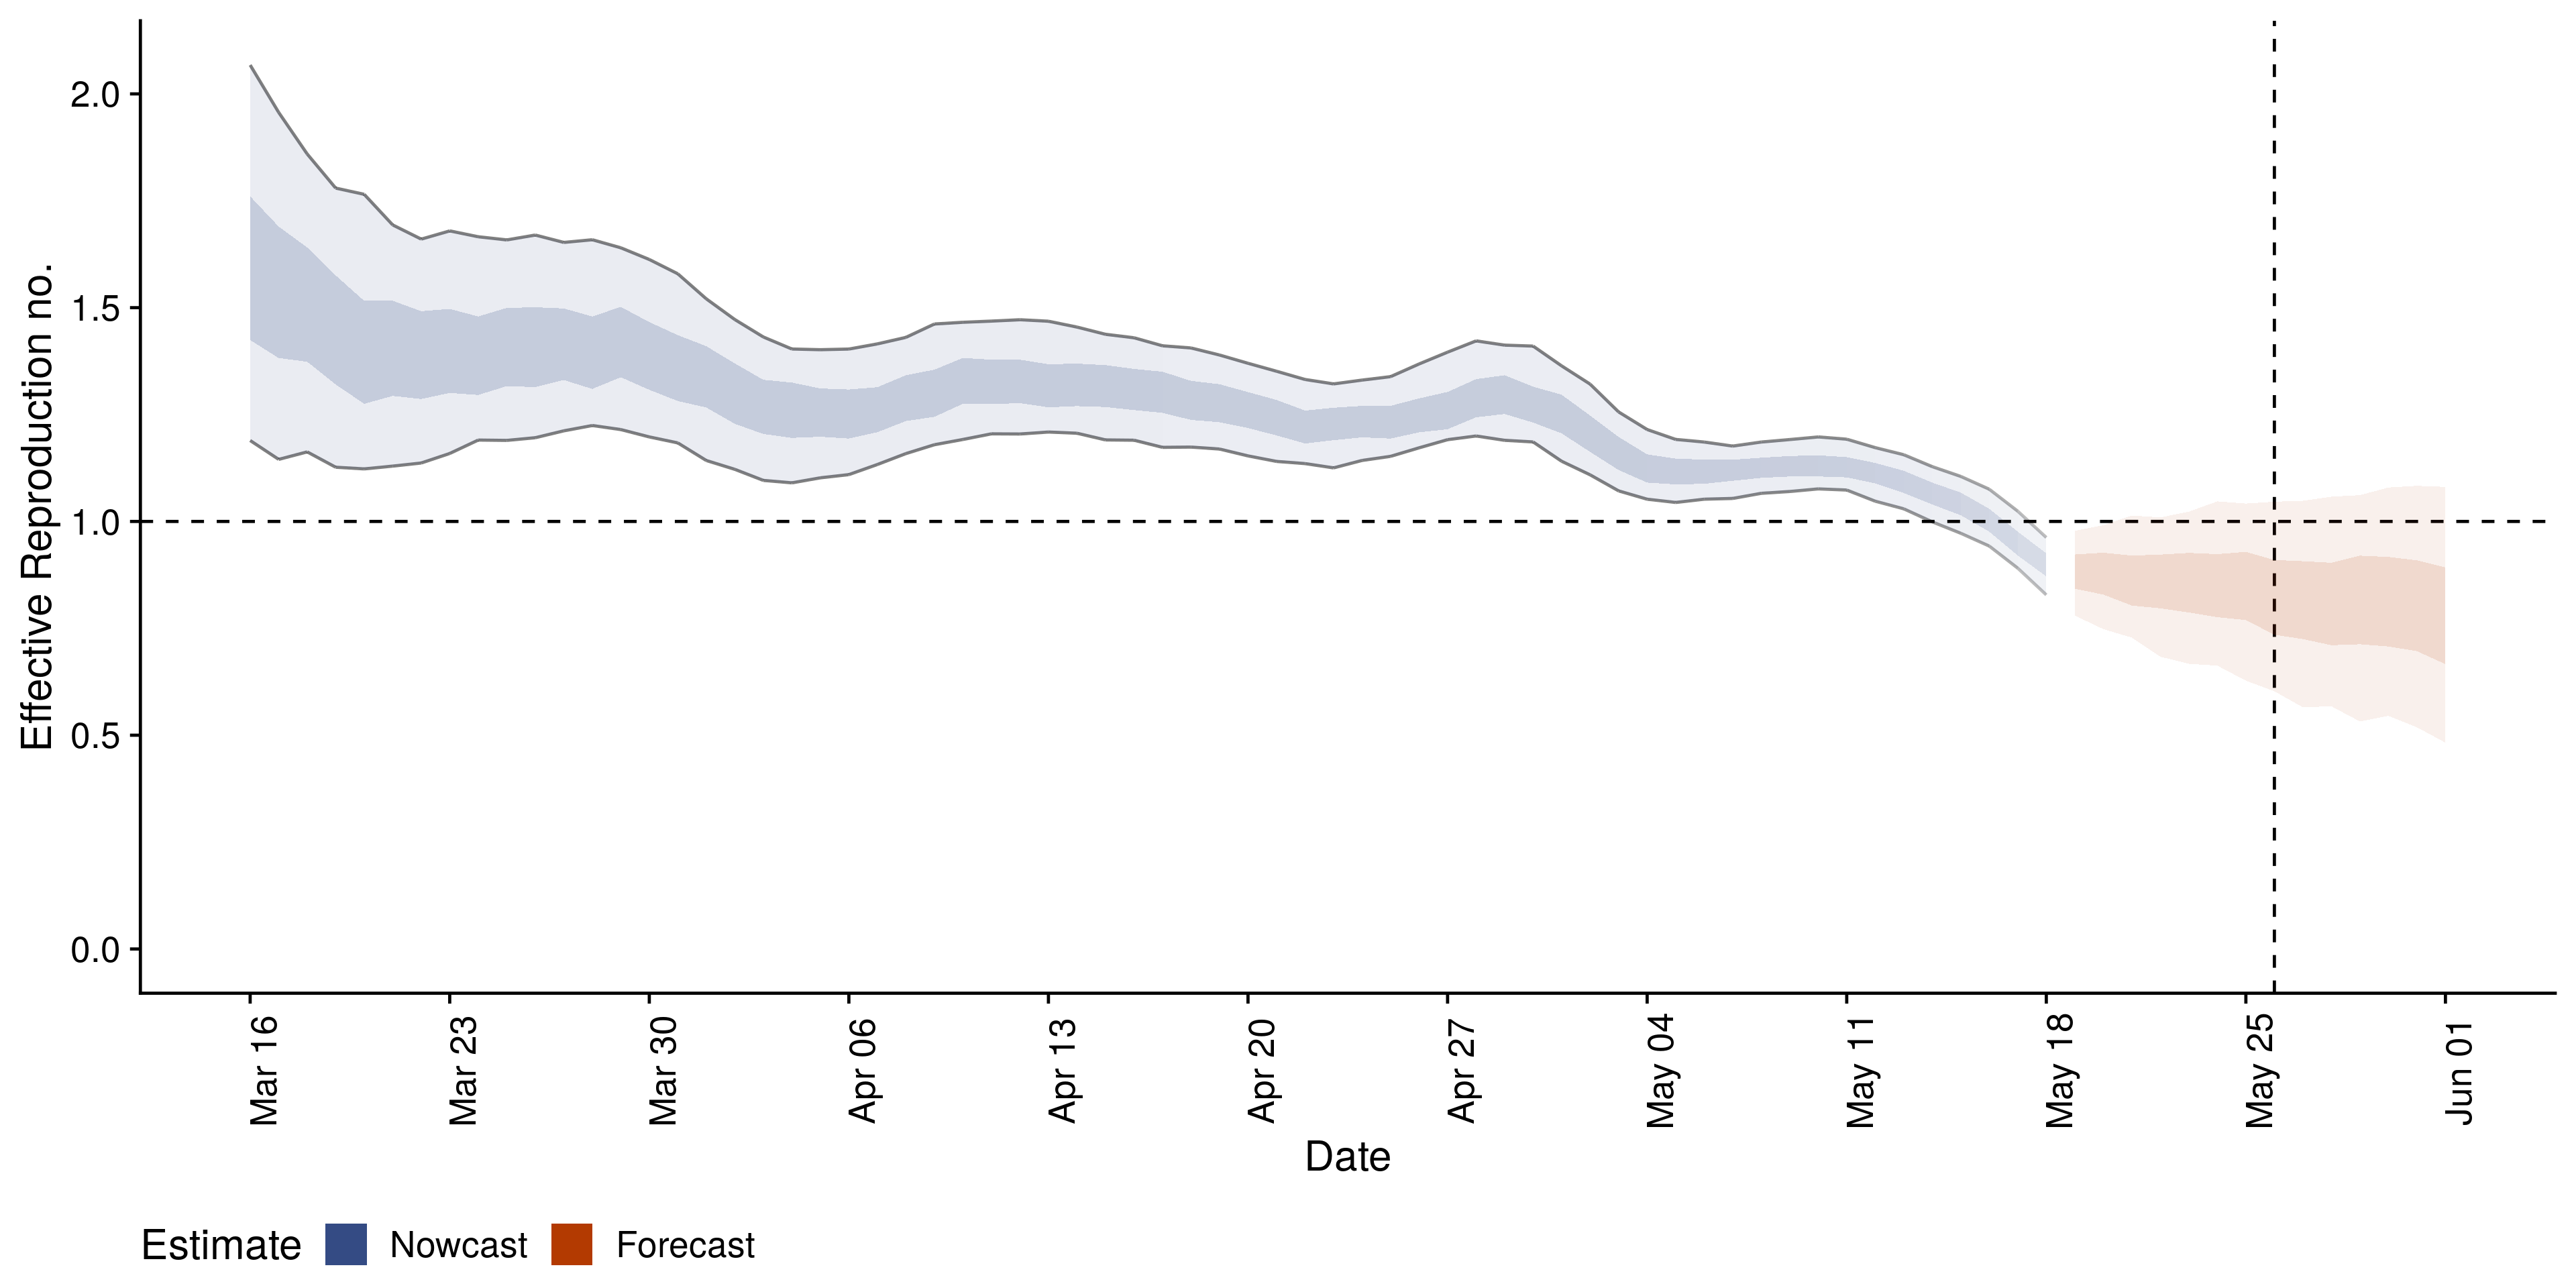 Effective Reproduction no.
2.0
1.5
1.0
0.5
0.0
Mar 16
Mar 23
Mar 30
Apr 06
Apr 13
Apr 20
Apr 27
May 04
May 11
May 18
May 25
Jun 01
Date
Estimate Nowcast Forecast